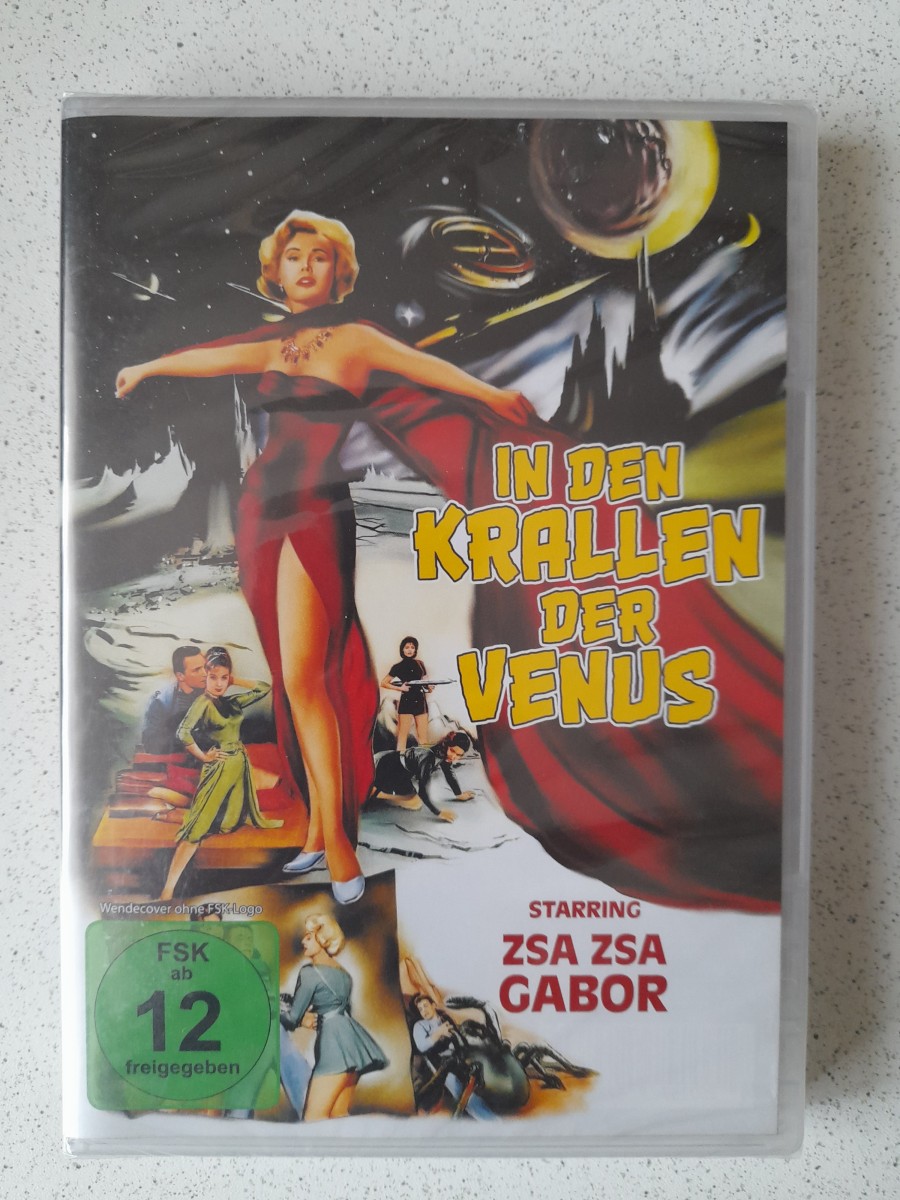 IN DEN
KRALLEN
DER
VENUS
STARRING
ZSA ZSA
GABOR
Wendecover ohne FSK-Logo
FSK
ab
12
freigegeben